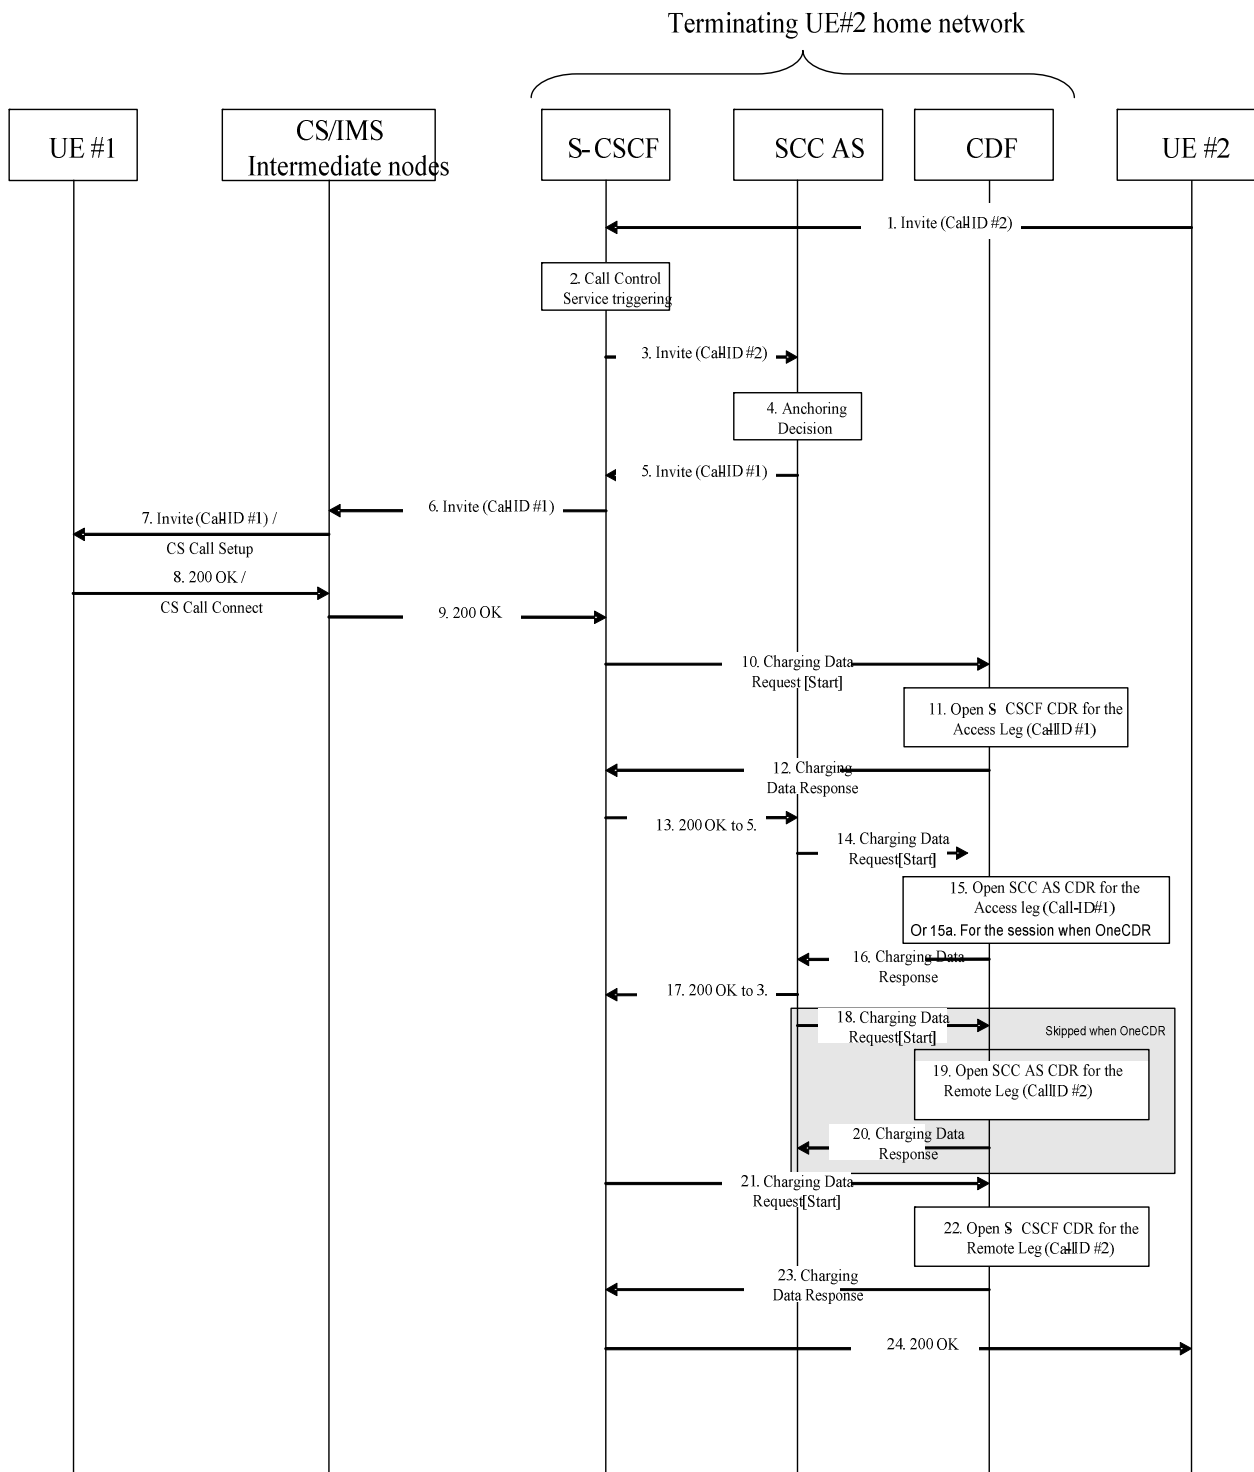 Terminating UE#2 home network
UE #1
CS/IMS
Intermediate nodes
S-CSCF
SCC AS
CDF
UE #2
1. Invite (Call-ID #2)
2. Call Control
Service triggering
3. Invite (Call-ID #2)
4. Anchoring
Decision
5. Invite (Call-ID #1)
6. Invite (Call-ID #1)
7. Invite (Call-ID #1) /
CS Call Setup
8. 200 OK /
CS Call Connect
9. 200 OK
10. Charging Data
Request [Start]
11. Open S-CSCF CDR for the
Access Leg (Call-ID #1)
12. Charging
Data Response
13. 200 OK to 5.
14. Charging Data
Request[Start]
15. Open SCC AS CDR for the
Access leg (Call-ID#1)
Or 15a. For the session when OneCDR
16. Charging Data
Response
17. 200 OK to 3.
18. Charging Data
Request[Start]
Skipped when OneCDR
19. Open SCC AS CDR for the
Remote Leg (Call-ID #2)
20. Charging Data
Response
21. Charging Data
Request[Start]
22. Open S-CSCF CDR for the
Remote Leg (Call-ID #2)
23. Charging
Data Response
24. 200 OK